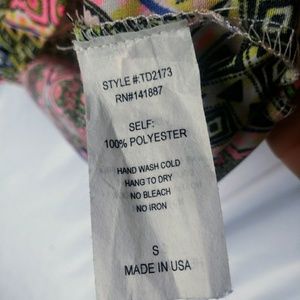 STYLE #:TD2173
RN#141887
SELF:
100% POLYESTER
HAND WASH COLD
HANG TO DRY
NO BLEACH
NO IRON
S
MADE IN USA